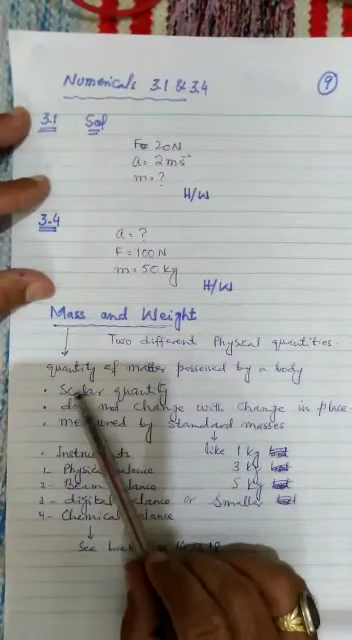 Numericals 3.1 & 3.4
9
3.1 Sol
F= 20N
a= 2ms⁻²
m= ?
H/W
3.4
a = ?
F = 100N
m= 50 kg
H/W
Mass and Weight
Two different Physical quantities.
quantity of matter possessed by a body
• Scalar quantity
• does not change with change in place.
• measured by standard masses
• like 1 kg
1- Physical balance 3 kg
2- Beam balance 5 kg
3- digital balance or Smaller
4- Chemical balance
See